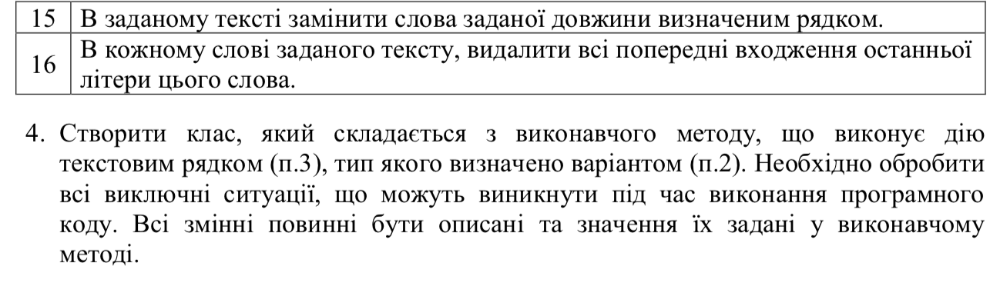 15 В заданому тексті замінити слова заданої довжини визначеним рядком.
16 В кожному слові заданого тексту, видалити всі попередні входження останньої
літери цього слова.
4. Створити клас, який складається з виконавчого методу, що виконує дію
текстовим рядком (п.3), тип якого визначено варіантом (п.2). Необхідно обробити
всі виключні ситуації, що можуть виникнути під час виконання програмного
коду. Всі змінні повинні бути описані та значення їх задані у виконавчому
методі.